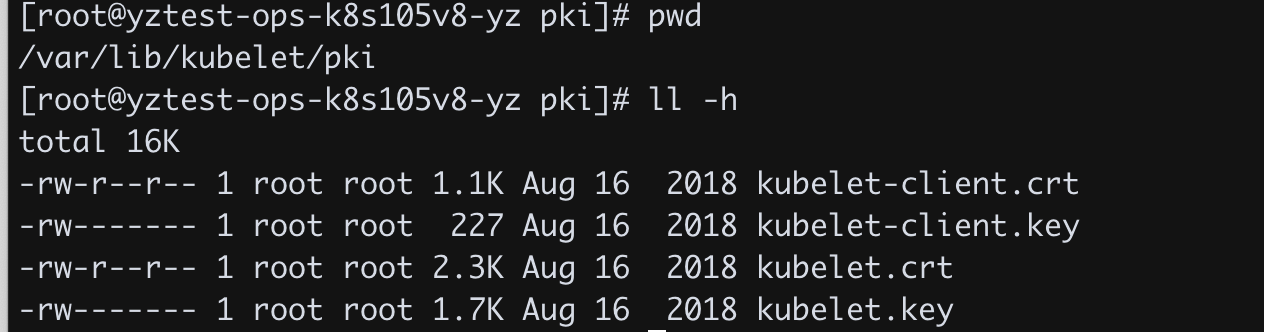 [root@yztest-ops-k8s105v8-yz pki]# pwd
/var/lib/kubelet/pki
[root@yztest-ops-k8s105v8-yz pki]# ll -h
total 16K
-rw-r--r-- 1 root root 1.1K Aug 16  2018 kubelet-client.crt
-rw------- 1 root root  227 Aug 16  2018 kubelet-client.key
-rw-r--r-- 1 root root 2.3K Aug 16  2018 kubelet.crt
-rw------- 1 root root 1.7K Aug 16  2018 kubelet.key